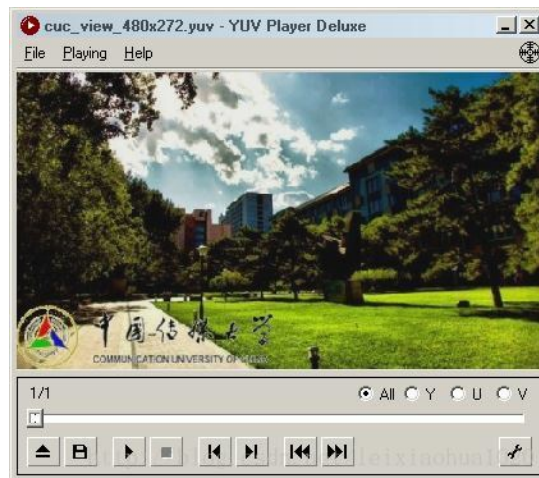 cuc_view_480x272.yuv - YUV Player Deluxe
File Playing Help
中国传媒大学
COMMUNICATION UNIVERSITY OF CHINA
1/1
All Y U V